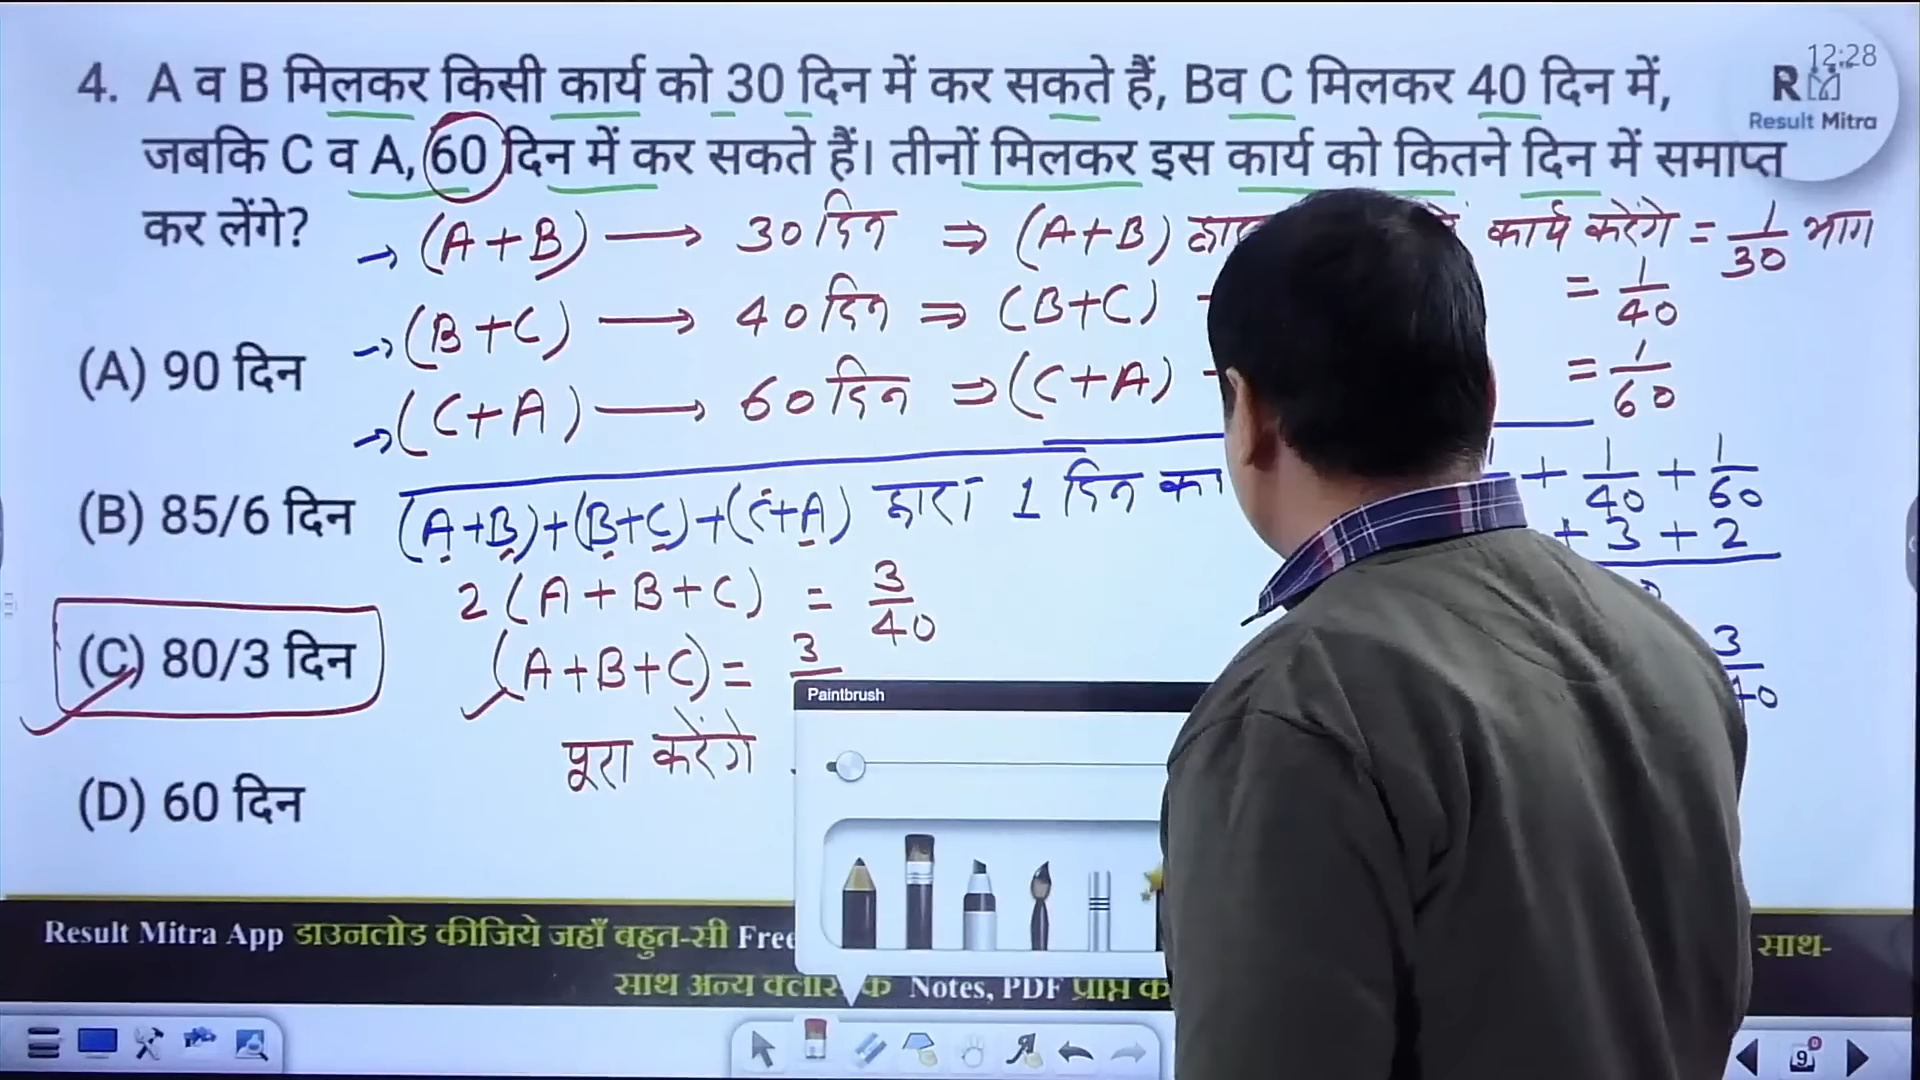 12:28
Result Mitra
4. A व B मिलकर किसी कार्य को 30 दिन में कर सकते हैं, Bव C मिलकर 40 दिन में,
जबकि C व A, 60 दिन में कर सकते हैं। तीनों मिलकर इस कार्य को कितने दिन में समाप्त
कर लेंगे?
→ (A+B) → 30 दिन ⇒ (A+B) कार्य करेंगे = 1/30 भाग
→ (B+C) → 40 दिन ⇒ (B+C) = 1/40
→ (C+A) → 60 दिन ⇒ (C+A) = 1/60
(A+B)+(B+C)+(C+A) द्वारा 1 दिन का + 1/40 + 1/60
+ 3 + 2
2(A+B+C) = 3/40
(A+B+C) = 3
पूरा करेंगे
(A) 90 दिन
(B) 85/6 दिन
(C) 80/3 दिन
(D) 60 दिन
Paintbrush
Result Mitra App डाउनलोड कीजिये जहाँ बहुत-सी Free साथ-
साथ अन्य Notes, PDF प्राप्त
9